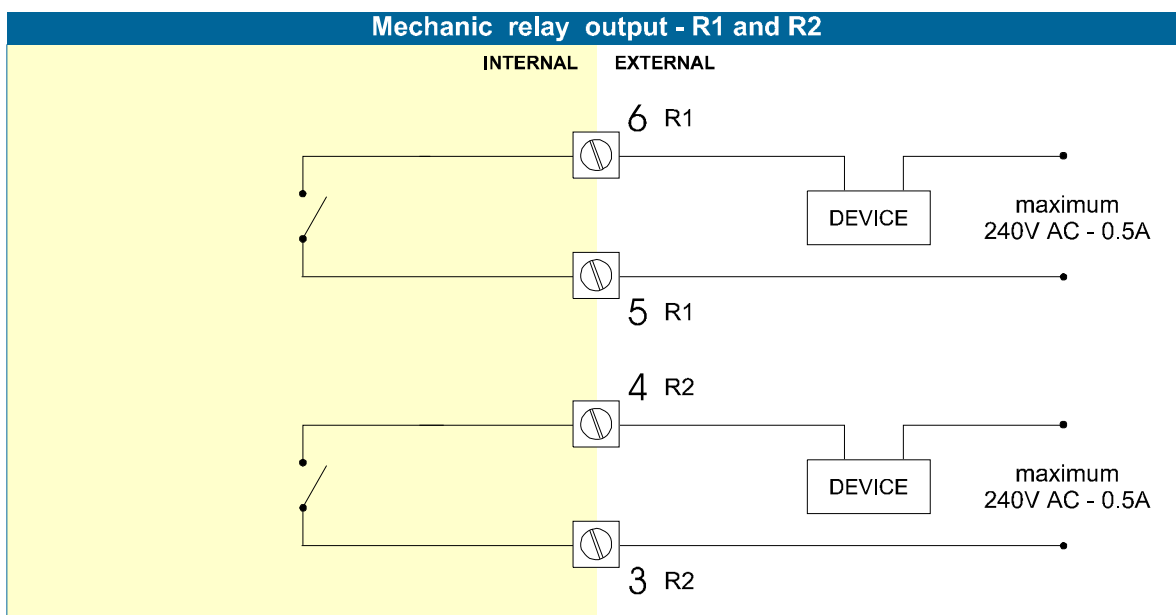 Mechanic relay output - R1 and R2
INTERNAL EXTERNAL
6 R1
DEVICE
maximum
240V AC - 0.5A
5 R1
4 R2
DEVICE
maximum
240V AC - 0.5A
3 R2